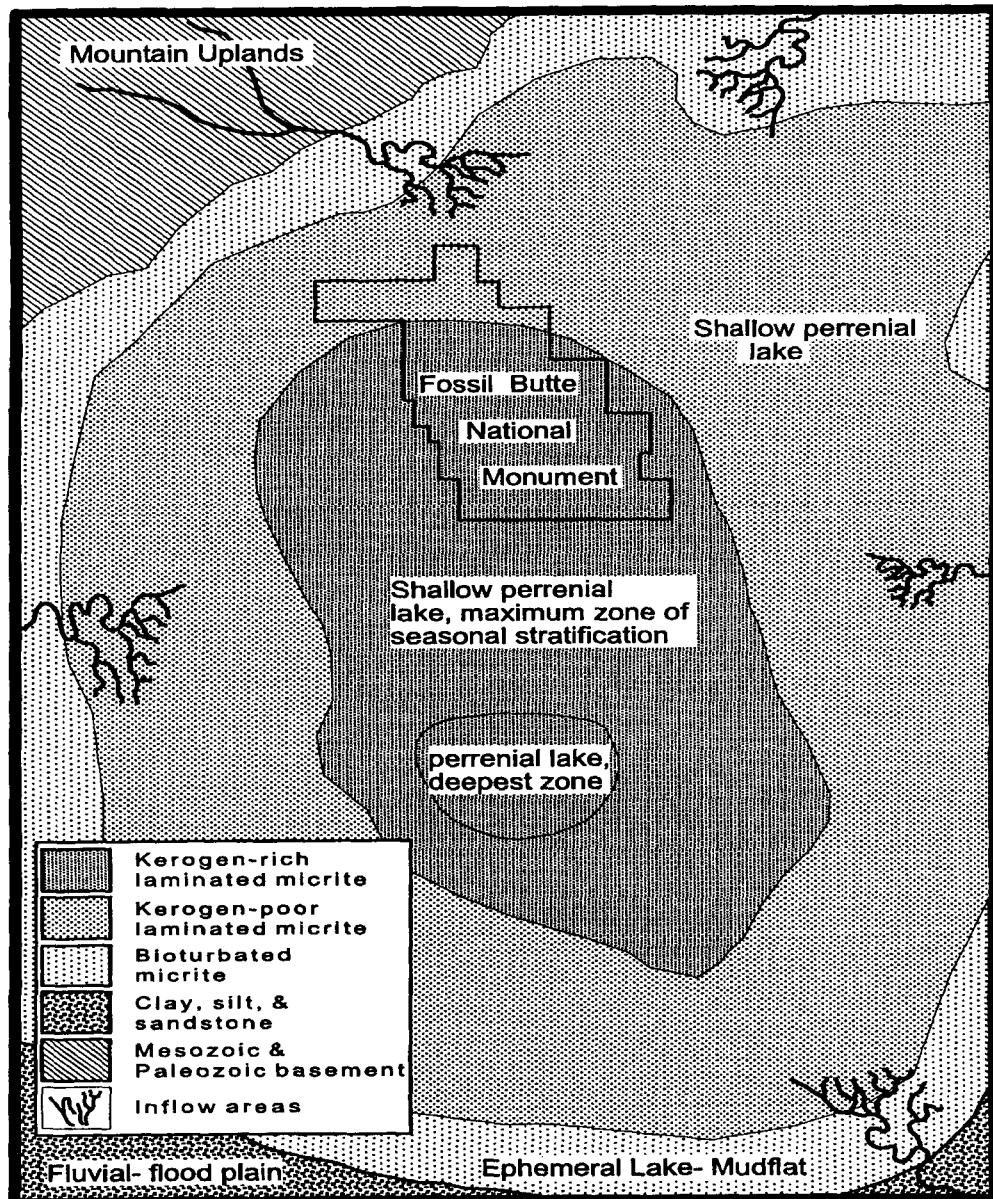 Mountain Uplands
Shallow perrenial
lake
Fossil Butte
National
Monument
Shallow perrenial
lake, maximum zone of
seasonal stratification
perrenial lake,
deepest zone
Kerogen-rich
laminated micrite
Kerogen-poor
laminated micrite
Bioturbated
micrite
Clay, silt, &
sandstone
Mesozoic &
Paleozoic basement
Inflow areas
Fluvial- flood plain
Ephemeral Lake- Mudflat